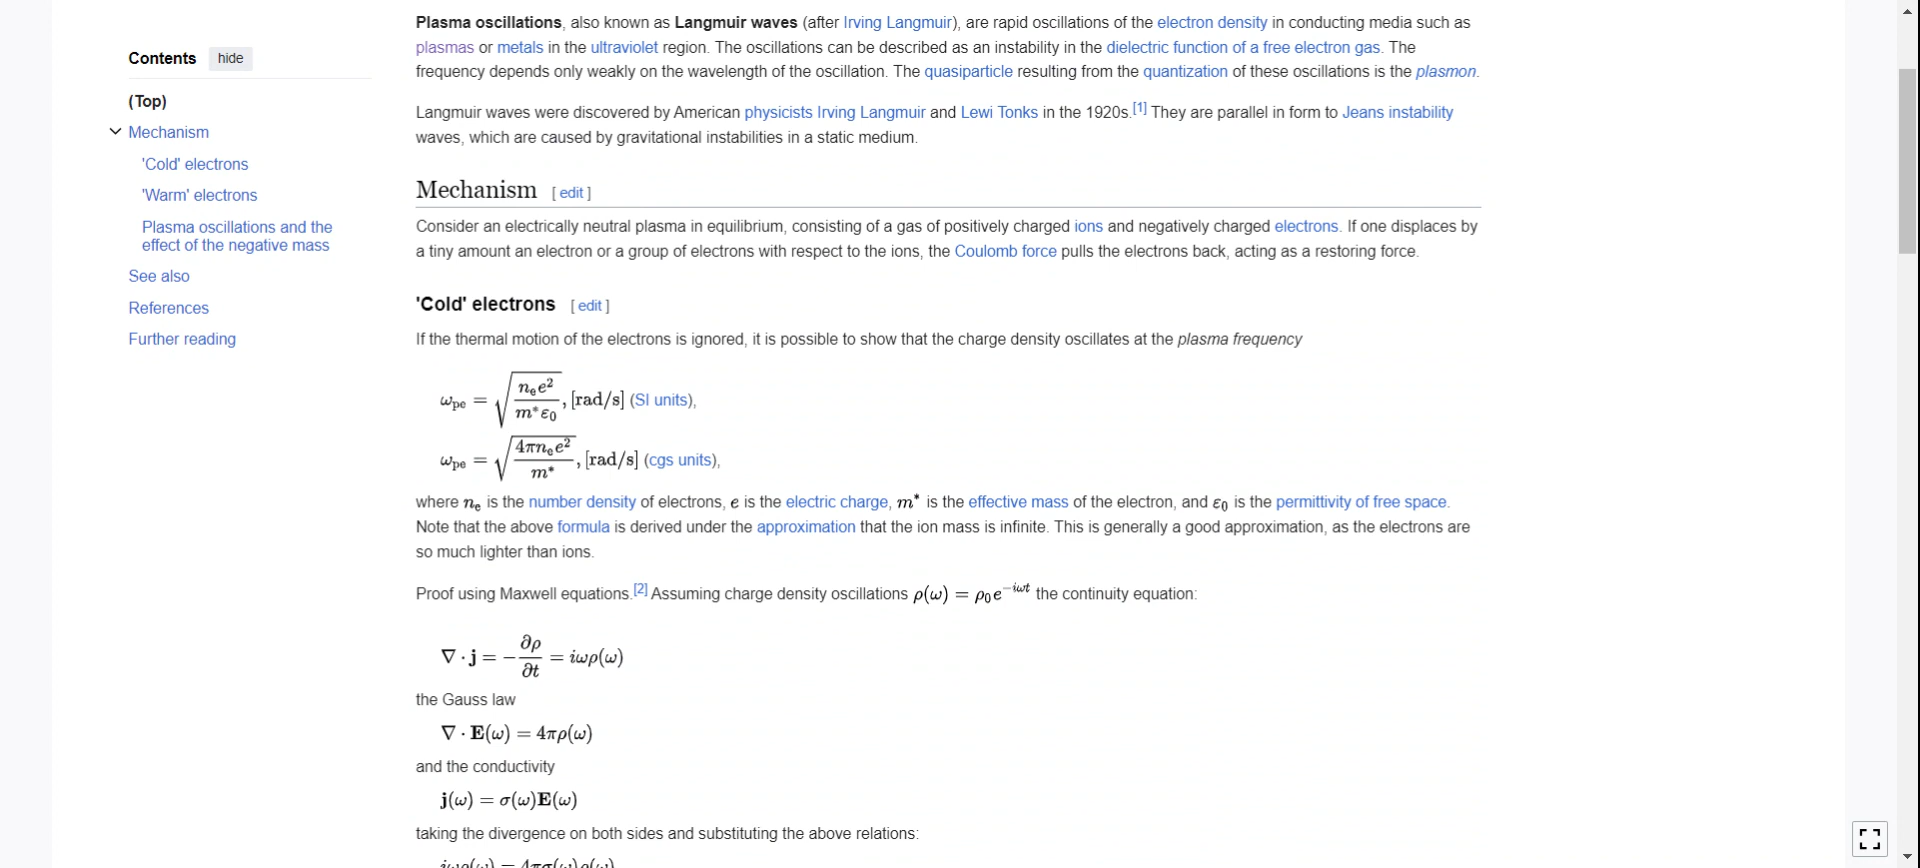 Contents hide
(Top)
Mechanism
'Cold' electrons
'Warm' electrons
Plasma oscillations and the
effect of the negative mass
See also
References
Further reading
Plasma oscillations, also known as Langmuir waves (after Irving Langmuir), are rapid oscillations of the electron density in conducting media such as
plasmas or metals in the ultraviolet region. The oscillations can be described as an instability in the dielectric function of a free electron gas. The
frequency depends only weakly on the wavelength of the oscillation. The quasiparticle resulting from the quantization of these oscillations is the plasmon.
Langmuir waves were discovered by American physicists Irving Langmuir and Lewi Tonks in the 1920s.[1] They are parallel in form to Jeans instability
waves, which are caused by gravitational instabilities in a static medium.
Mechanism [ edit ]
Consider an electrically neutral plasma in equilibrium, consisting of a gas of positively charged ions and negatively charged electrons. If one displaces by
a tiny amount an electron or a group of electrons with respect to the ions, the Coulomb force pulls the electrons back, acting as a restoring force.
'Cold' electrons [ edit ]
If the thermal motion of the electrons is ignored, it is possible to show that the charge density oscillates at the plasma frequency
ω_pe = √(n_e e² / m* ε₀), [rad/s] (SI units),
ω_pe = √(4πn_e e² / m*), [rad/s] (cgs units),
where n_e is the number density of electrons, e is the electric charge, m* is the effective mass of the electron, and ε₀ is the permittivity of free space.
Note that the above formula is derived under the approximation that the ion mass is infinite. This is generally a good approximation, as the electrons are
so much lighter than ions.
Proof using Maxwell equations.[2] Assuming charge density oscillations ρ(ω) = ρ₀e^(−iωt) the continuity equation:
∇ · j = −∂ρ/∂t = iωρ(ω)
the Gauss law
∇ · E(ω) = 4πρ(ω)
and the conductivity
j(ω) = σ(ω)E(ω)
taking the divergence on both sides and substituting the above relations: